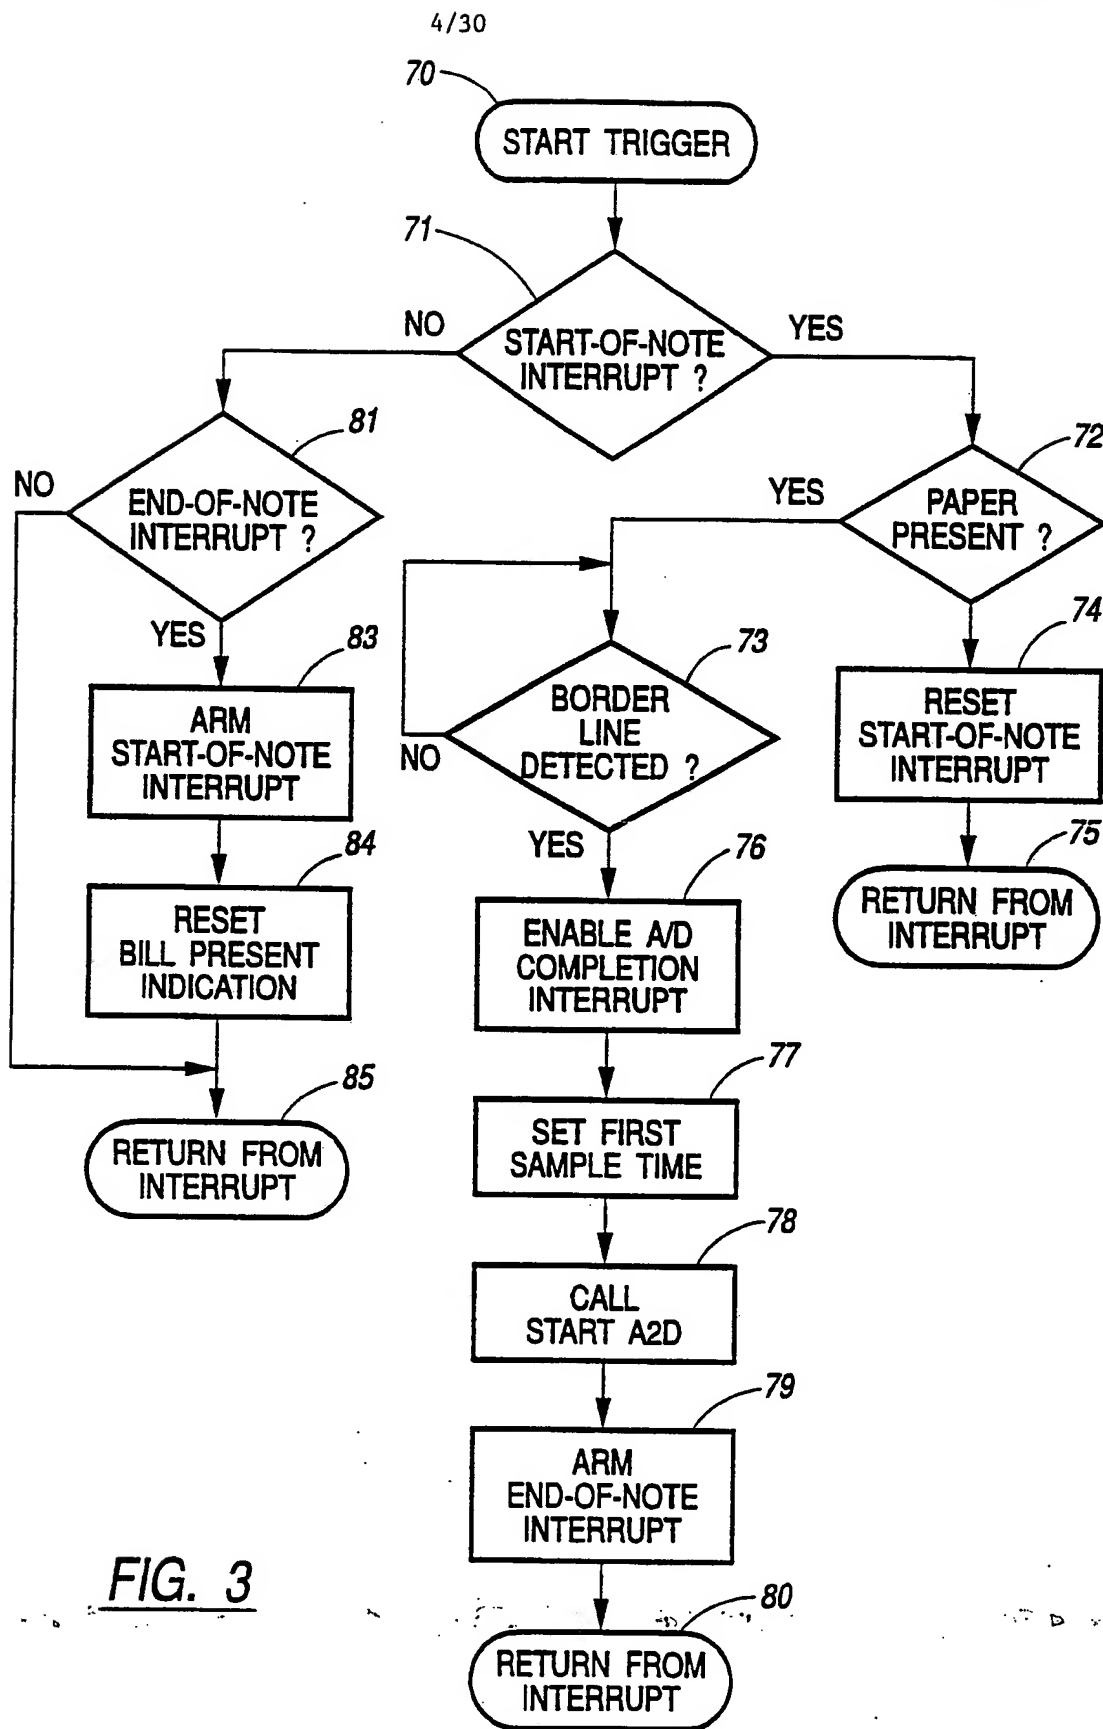 4/30
70
START TRIGGER
71
NO
START-OF-NOTE
INTERRUPT ?
YES
81
NO
END-OF-NOTE
INTERRUPT ?
YES
72
YES
PAPER
PRESENT ?
83
ARM
START-OF-NOTE
INTERRUPT
73
BORDER
LINE
DETECTED ?
NO
YES
74
RESET
START-OF-NOTE
INTERRUPT
84
RESET
BILL PRESENT
INDICATION
76
ENABLE A/D
COMPLETION
INTERRUPT
75
RETURN FROM
INTERRUPT
85
RETURN FROM
INTERRUPT
77
SET FIRST
SAMPLE TIME
78
CALL
START A2D
79
ARM
END-OF-NOTE
INTERRUPT
80
RETURN FROM
INTERRUPT
FIG. 3